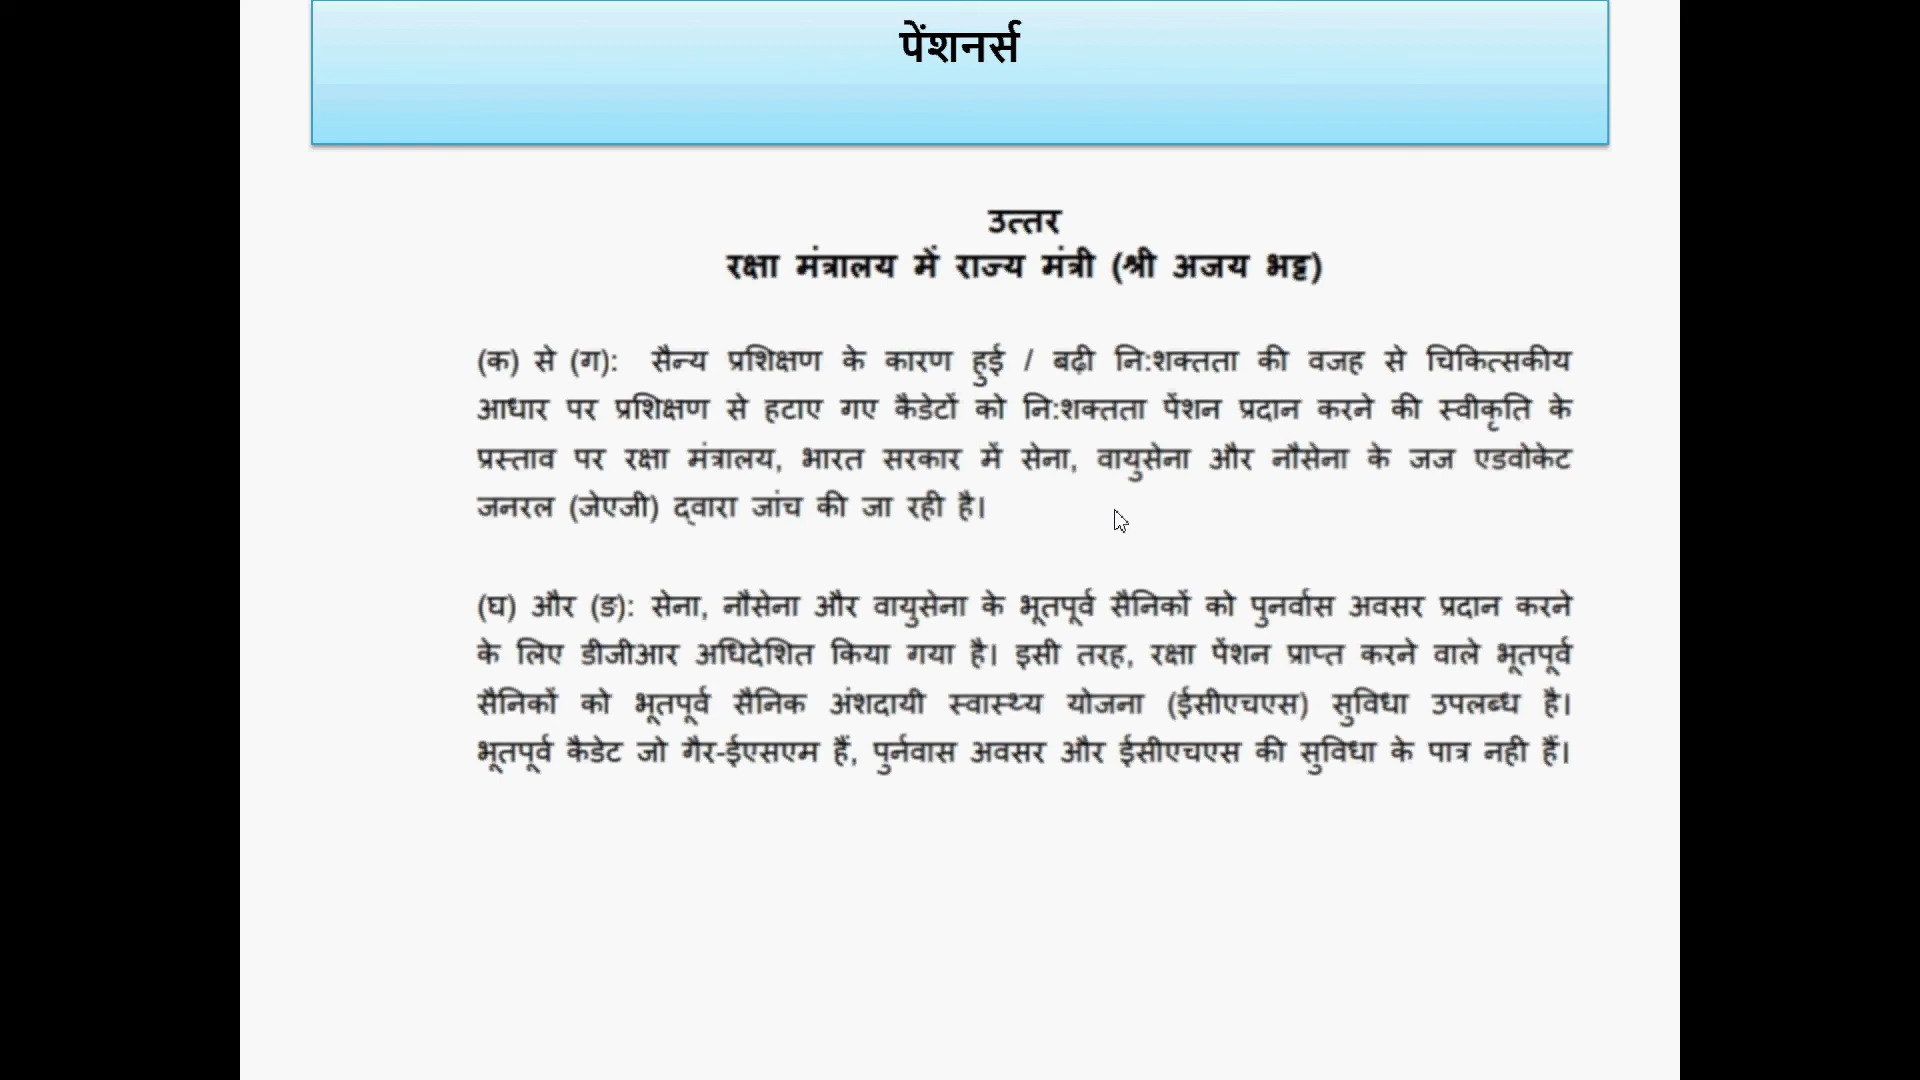 पेंशनर्स
उत्तर
रक्षा मंत्रालय में राज्य मंत्री (श्री अजय भट्ट)
(क) से (ग): सैन्य प्रशिक्षण के कारण हुई / बढ़ी नि:शक्तता की वजह से चिकित्सकीय
आधार पर प्रशिक्षण से हटाए गए कैडेटों को नि:शक्तता पेंशन प्रदान करने की स्वीकृति के
प्रस्ताव पर रक्षा मंत्रालय, भारत सरकार में सेना, वायुसेना और नौसेना के जज एडवोकेट
जनरल (जेएजी) द्वारा जांच की जा रही है।
(घ) और (ङ): सेना, नौसेना और वायुसेना के भूतपूर्व सैनिकों को पुनर्वास अवसर प्रदान करने
के लिए डीजीआर अधिदेशित किया गया है। इसी तरह, रक्षा पेंशन प्राप्त करने वाले भूतपूर्व
सैनिकों को भूतपूर्व सैनिक अंशदायी स्वास्थ्य योजना (ईसीएचएस) सुविधा उपलब्ध है।
भूतपूर्व कैडेट जो गैर-ईएसएम हैं, पुर्नवास अवसर और ईसीएचएस की सुविधा के पात्र नही हैं।